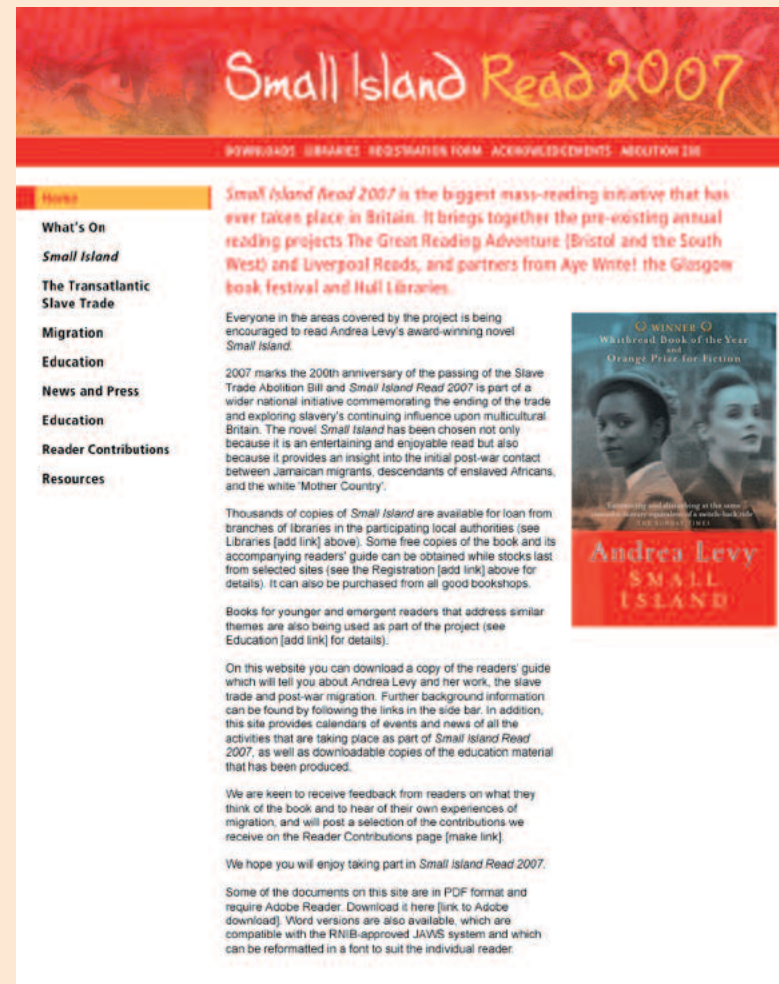 Small Island Read 2007
DOWNLOADS LIBRARIES REGISTRATION FORM ACKNOWLEDGEMENTS ABOLITION 200
Home
What's On
Small Island
The Transatlantic
Slave Trade
Migration
Education
News and Press
Education
Reader Contributions
Resources
Small Island Read 2007 is the biggest mass-reading initiative that has
ever taken place in Britain. It brings together the pre-existing annual
reading projects The Great Reading Adventure (Bristol and the South
West) and Liverpool Reads, and partners from Aye Write! the Glasgow
book festival and Hull Libraries.
Everyone in the areas covered by the project is being
encouraged to read Andrea Levy's award-winning novel
Small Island.
2007 marks the 200th anniversary of the passing of the Slave
Trade Abolition Bill and Small Island Read 2007 is part of a
wider national initiative commemorating the ending of the trade
and exploring slavery's continuing influence upon multicultural
Britain. The novel Small Island has been chosen not only
because it is an entertaining and enjoyable read but also
because it provides an insight into the initial post-war contact
between Jamaican migrants, descendants of enslaved Africans,
and the white 'Mother Country'.
Thousands of copies of Small Island are available for loan from
branches of libraries in the participating local authorities (see
Libraries [add link] above). Some free copies of the book and its
accompanying readers' guide can be obtained while stocks last
from selected sites (see the Registration [add link] above for
details). It can also be purchased from all good bookshops.
Books for younger and emergent readers that address similar
themes are also being used as part of the project (see
Education [add link] for details).
On this website you can download a copy of the readers' guide
which will tell you about Andrea Levy and her work, the slave
trade and post-war migration. Further background information
can be found by following the links in the side bar. In addition,
this site provides calendars of events and news of all the
activities that are taking place as part of Small Island Read
2007, as well as downloadable copies of the education material
that has been produced.
We are keen to receive feedback from readers on what they
think of the book and to hear of their own experiences of
migration, and will post a selection of the contributions we
receive on the Reader Contributions page [make link].
We hope you will enjoy taking part in Small Island Read 2007.
Some of the documents on this site are in PDF format and
require Adobe Reader. Download it here [link to Adobe
download]. Word versions are also available, which are
compatible with the RNIB-approved JAWS system and which
can be reformatted in a font to suit the individual reader.
WINNER
Whitbread Book of the Year
and
Orange Prize for Fiction
THE SUNDAY TIMES
Andrea Levy
SMALL
ISLAND